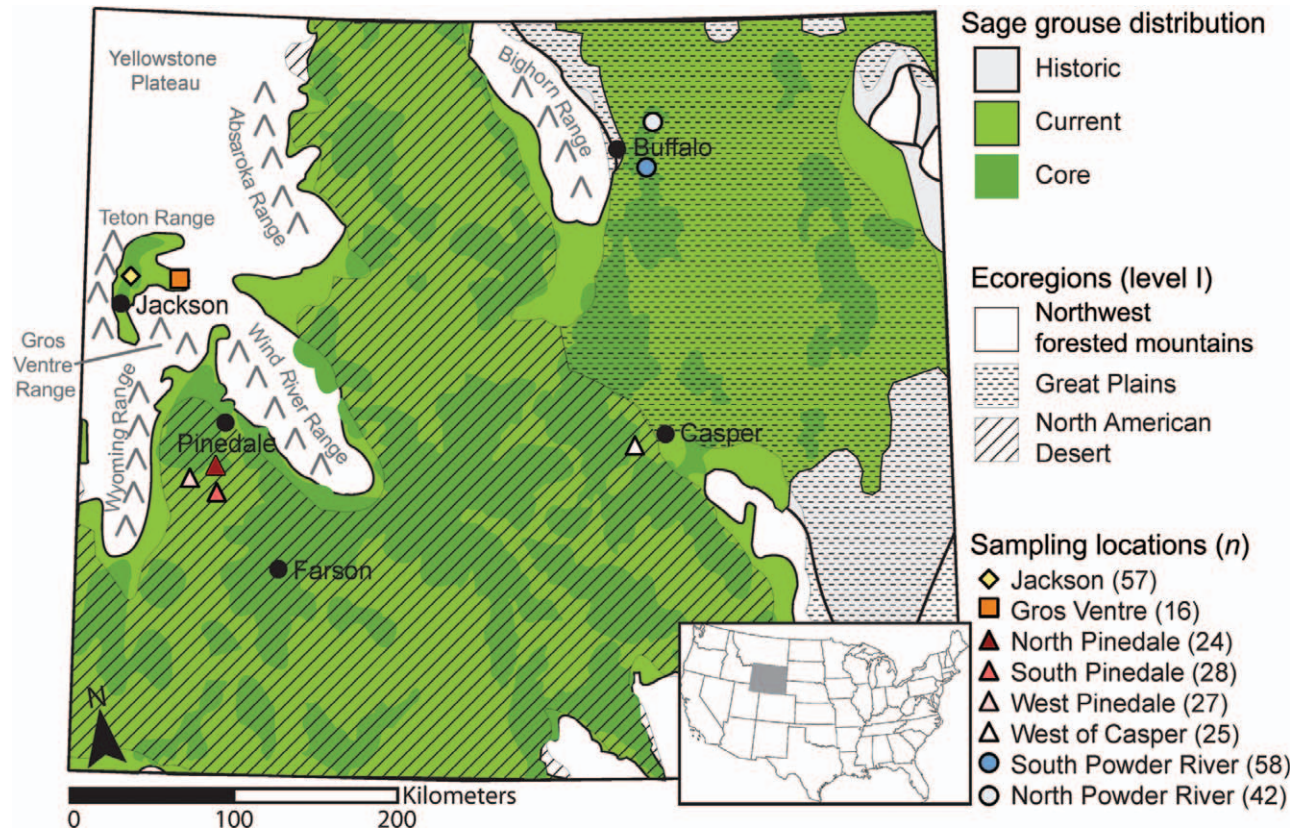 Yellowstone
Plateau
Absaroka Range
Bighorn Range
Buffalo
Teton Range
Jackson
Gros
Ventre
Range
Wind River Range
Wyoming Range
Pinedale
Casper
Farson
N
Kilometers
0
100
200
Sage grouse distribution
Historic
Current
Core
Ecoregions (level I)
Northwest
forested mountains
Great Plains
North American
Desert
Sampling locations (n)
Jackson (57)
Gros Ventre (16)
North Pinedale (24)
South Pinedale (28)
West Pinedale (27)
West of Casper (25)
South Powder River (58)
North Powder River (42)